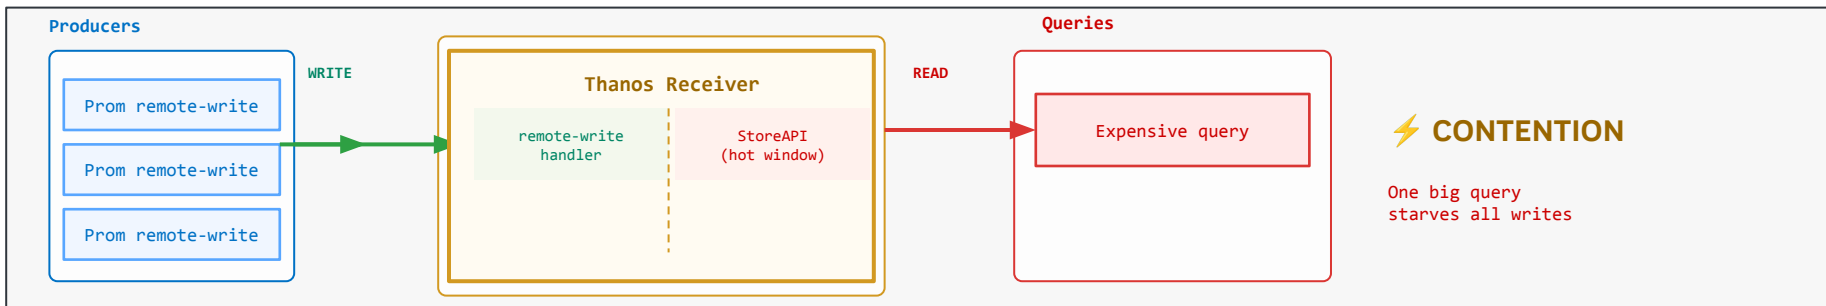 Producers
Prom remote-write
Prom remote-write
Prom remote-write
WRITE
Thanos Receiver
remote-write
handler
StoreAPI
(hot window)
READ
Queries
Expensive query
⚡ CONTENTION
One big query
starves all writes